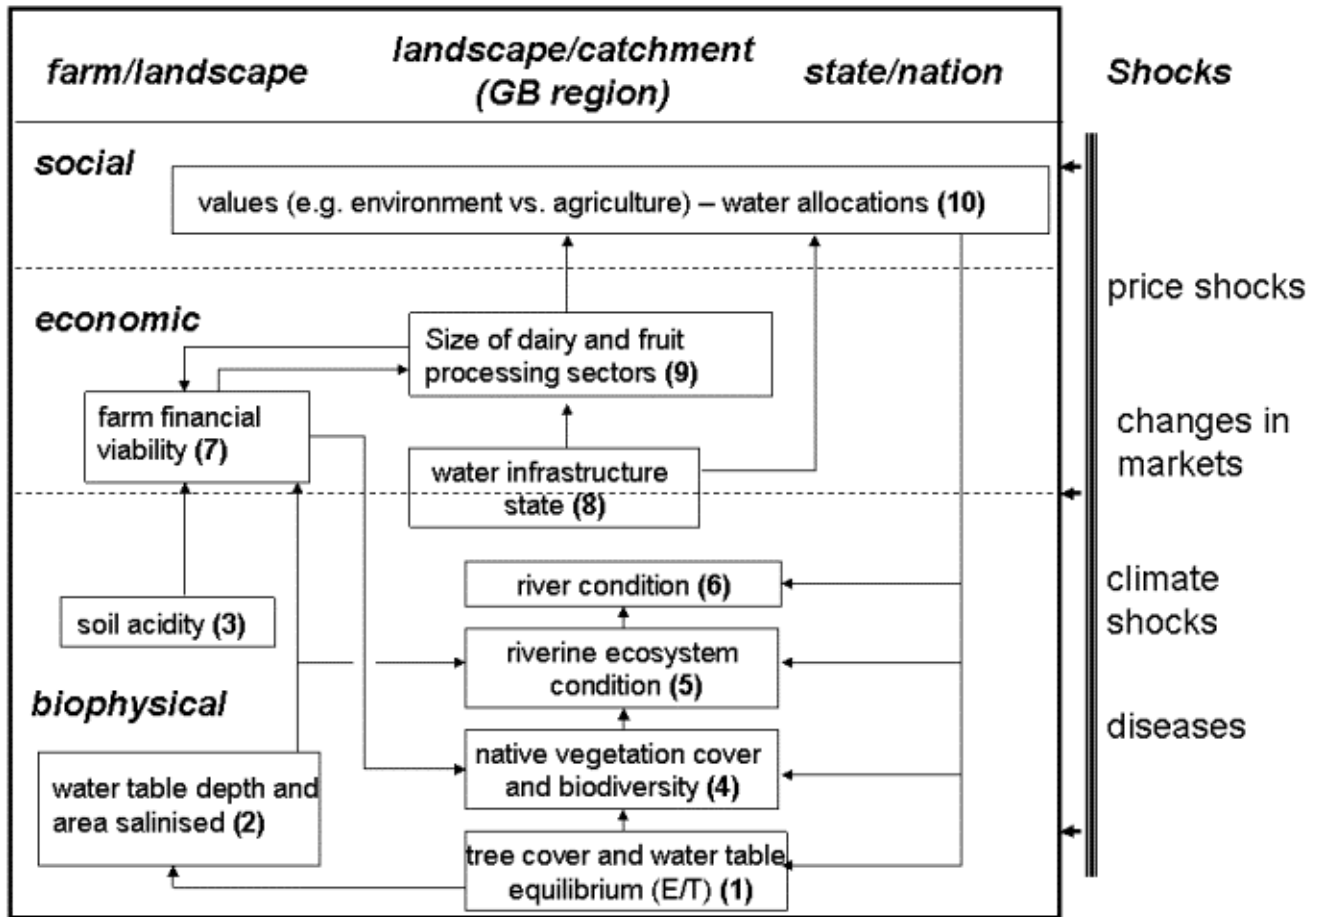 farm/landscape
landscape/catchment
(GB region)
state/nation
Shocks
social
values (e.g. environment vs. agriculture) – water allocations (10)
price shocks
economic
Size of dairy and fruit
processing sectors (9)
farm financial
viability (7)
changes in
markets
water infrastructure
state (8)
river condition (6)
climate
shocks
soil acidity (3)
riverine ecosystem
condition (5)
biophysical
diseases
native vegetation cover
and biodiversity (4)
water table depth and
area salinised (2)
tree cover and water table
equilibrium (E/T) (1)